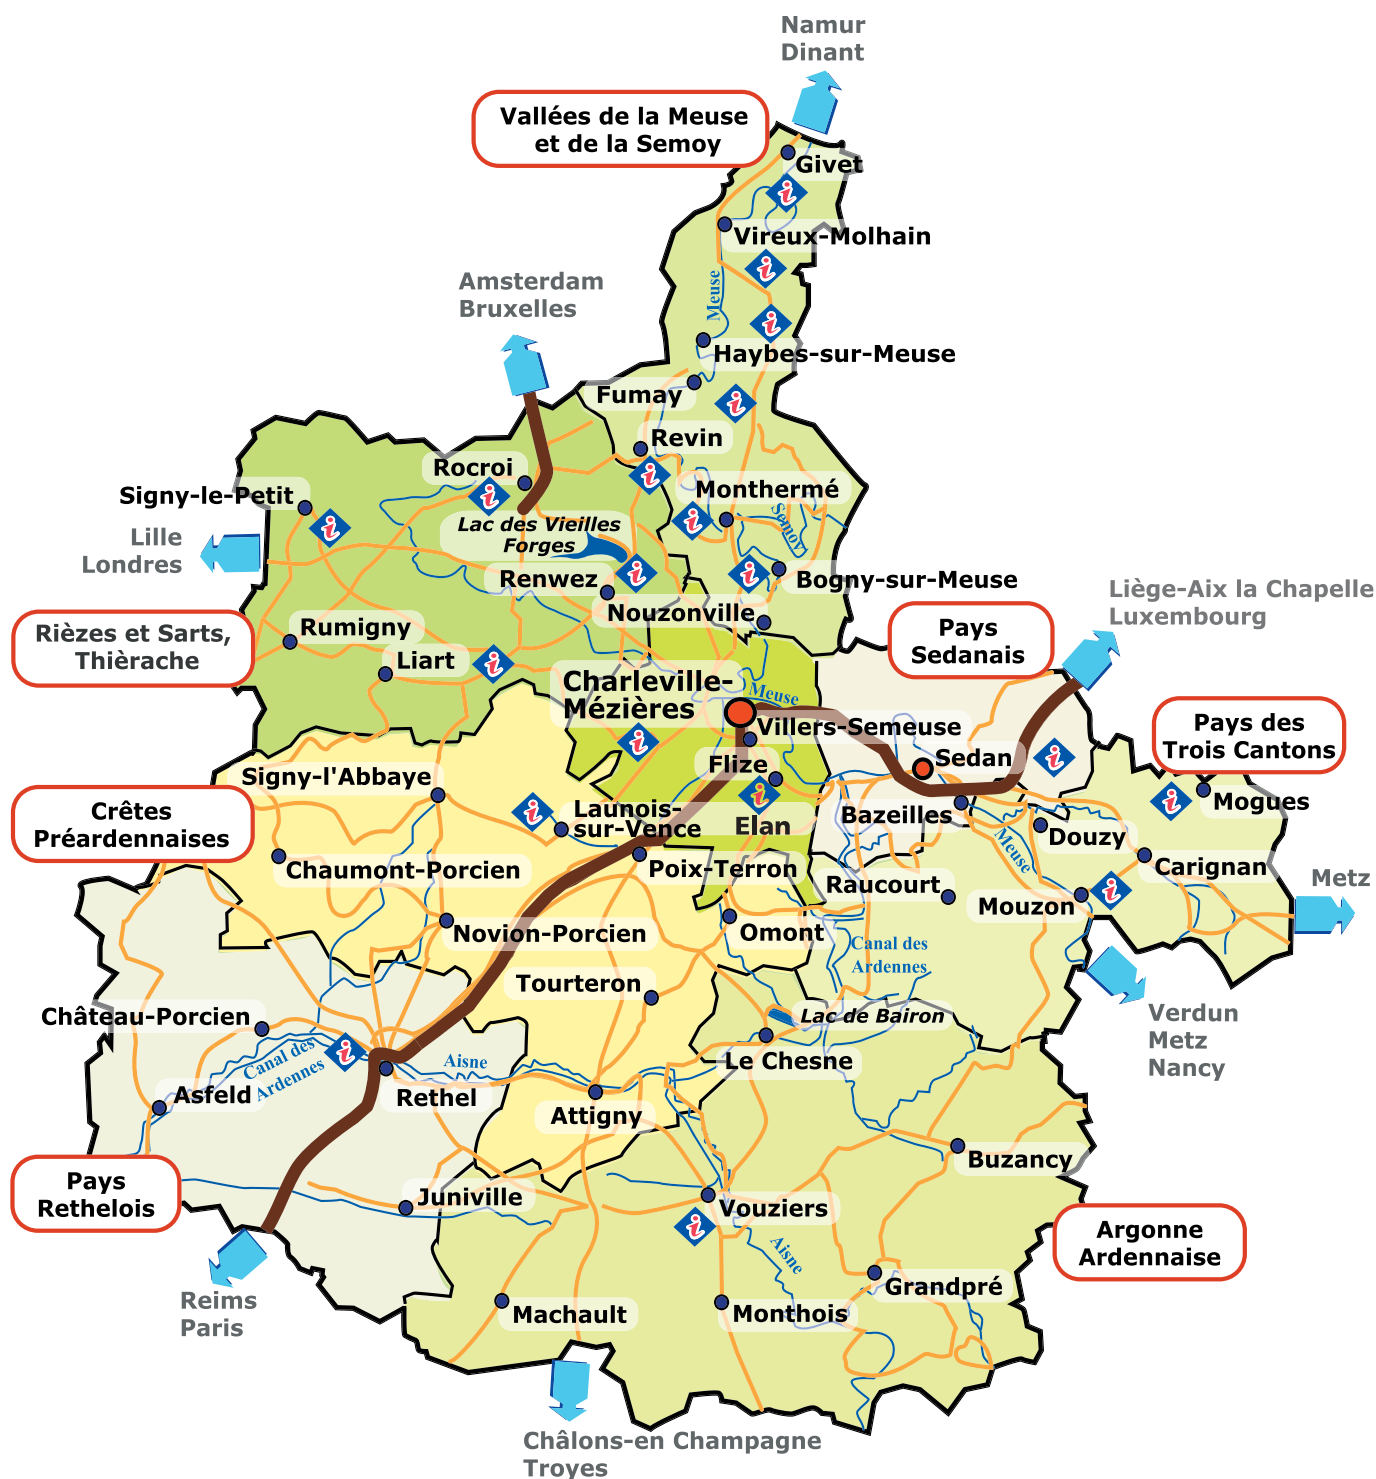 Namur
Dinant
Vallées de la Meuse
et de la Semoy
Givet
i
Vireux-Molhain
i
Amsterdam
Bruxelles
Meuse
i
Haybes-sur-Meuse
Fumay
i
Revin
Rocroi
i
Signy-le-Petit
i
i
Monthermé
i
Semoy
Lac des Vieilles
Forges
Lille
Londres
Renwez
i
i
Bogny-sur-Meuse
Nouzonville
Liège-Aix la Chapelle
Luxembourg
Rièzes et Sarts,
Thièrache
Rumigny
Liart
i
Pays
Sedanais
Charleville-
Mézières
Meuse
i
Villers-Semeuse
Pays des
Trois Cantons
Flize
Sedan
i
Signy-l'Abbaye
i
Mogues
i
Launois-
sur-Vence
i
Elan
Bazeilles
Meuse
Douzy
Crêtes
Préardennaises
Chaumont-Porcien
Poix-Terron
Carignan
Raucourt
Mouzon
i
Metz
Novion-Porcien
Omont
Canal des
Ardennes
Tourteron
Château-Porcien
Lac de Bairon
Verdun
Metz
Nancy
Canal des
Ardennes
i
Aisne
Le Chesne
Asfeld
Rethel
Attigny
Buzancy
Pays
Rethelois
Juniville
Vouziers
i
Aisne
Argonne
Ardennaise
Grandpré
Reims
Paris
Machault
Monthois
Châlons-en Champagne
Troyes